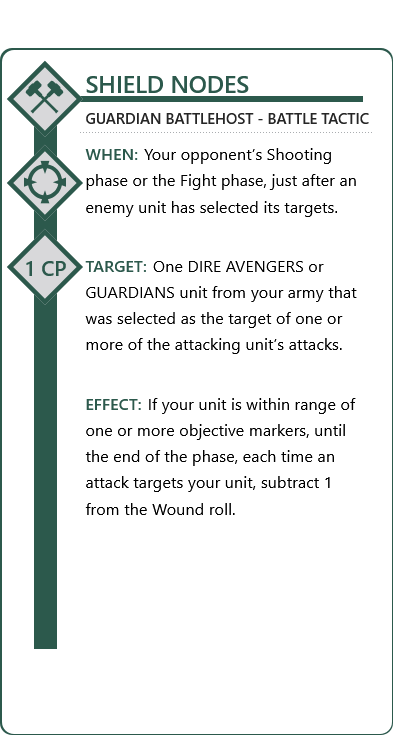 SHIELD NODES
GUARDIAN BATTLEHOST - BATTLE TACTIC
WHEN: Your opponent's Shooting
phase or the Fight phase, just after an
enemy unit has selected its targets.
1 CP
TARGET: One DIRE AVENGERS or
GUARDIANS unit from your army that
was selected as the target of one or
more of the attacking unit's attacks.
EFFECT: If your unit is within range of
one or more objective markers, until
the end of the phase, each time an
attack targets your unit, subtract 1
from the Wound roll.